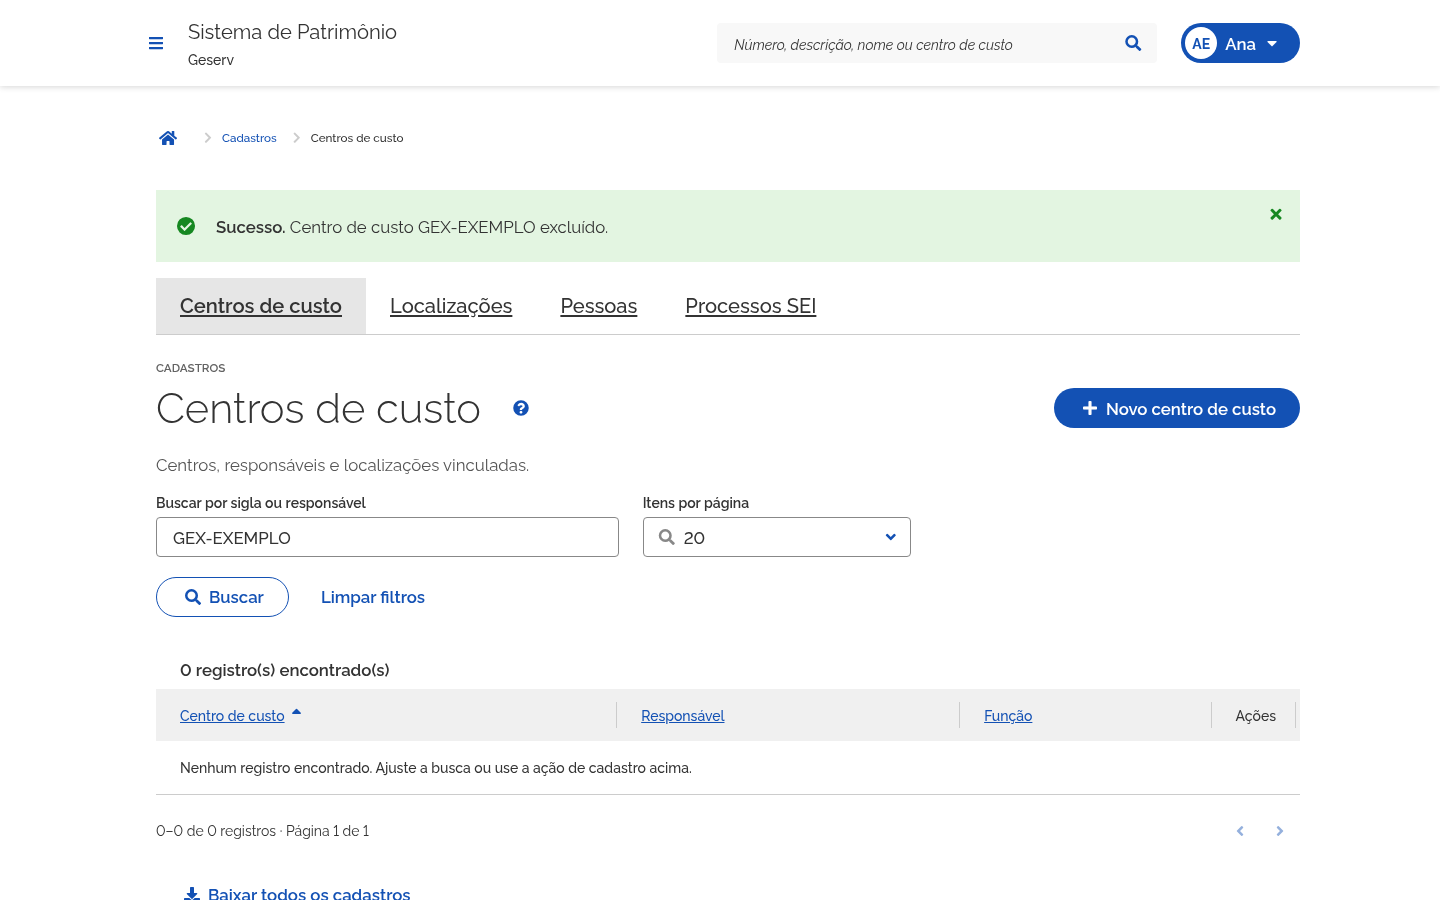 Sistema de Patrimônio
Geserv
Número, descrição, nome ou centro de custo
AE Ana
Cadastros
Centros de custo
Sucesso. Centro de custo GEX-EXEMPLO excluído.
Centros de custo
Localizações
Pessoas
Processos SEI
CADASTROS
Centros de custo
Novo centro de custo
Centros, responsáveis e localizações vinculadas.
Buscar por sigla ou responsável
Itens por página
GEX-EXEMPLO
20
Buscar
Limpar filtros
0 registro(s) encontrado(s)
Centro de custo
Responsável
Função
Ações
Nenhum registro encontrado. Ajuste a busca ou use a ação de cadastro acima.
0–0 de 0 registros · Página 1 de 1
Baixar todos os cadastros